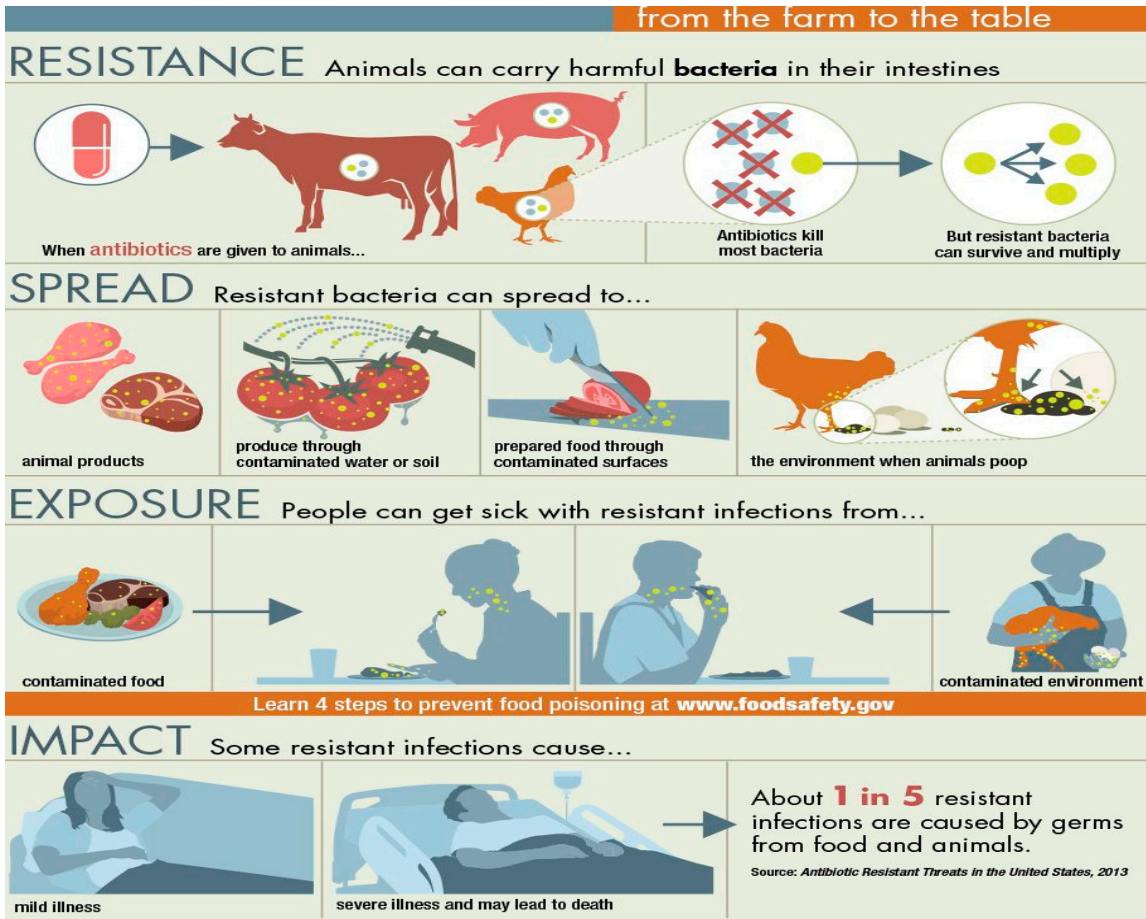 from the farm to the table
RESISTANCE Animals can carry harmful bacteria in their intestines
When antibiotics are given to animals...
Antibiotics kill
most bacteria
But resistant bacteria
can survive and multiply
SPREAD Resistant bacteria can spread to...
animal products
produce through
contaminated water or soil
prepared food through
contaminated surfaces
the environment when animals poop
EXPOSURE People can get sick with resistant infections from...
contaminated food
contaminated environment
Learn 4 steps to prevent food poisoning at www.foodsafety.gov
IMPACT Some resistant infections cause...
mild illness
severe illness and may lead to death
About 1 in 5 resistant
infections are caused by germs
from food and animals.
Source: Antibiotic Resistant Threats in the United States, 2013